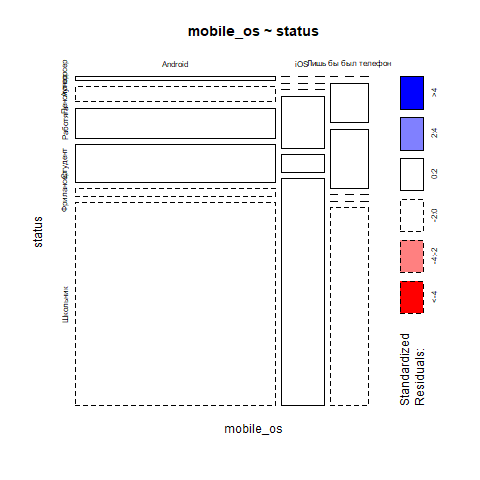 mobile_os ~ status
Android
iOS
Лишь бы был телефон
Работа
Студент
Фрилансер
Школьник
status
mobile_os
>4
2:4
0:2
-2:0
-4:-2
<-4
Standardized
Residuals: